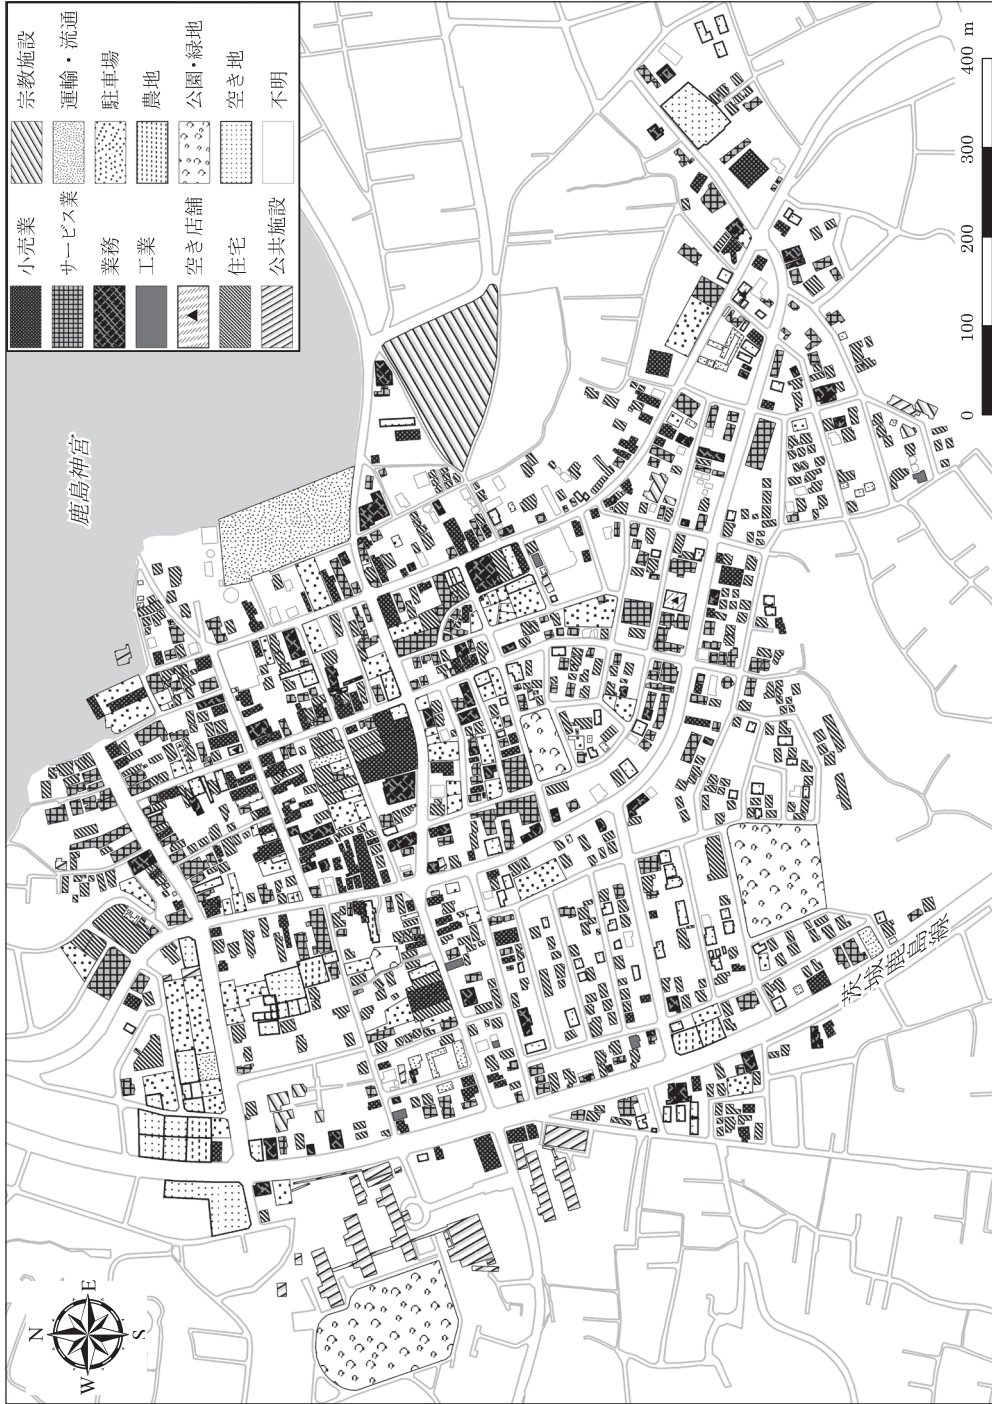 小売業
サービス業
業務
工業
空き店舗
住宅
公共施設
宗教施設
運輸・流通
駐車場
農地
公園・緑地
空き地
不明
鹿島神宮
茨城鹿島線
N
E
S
W
0
100
200
300
400 m